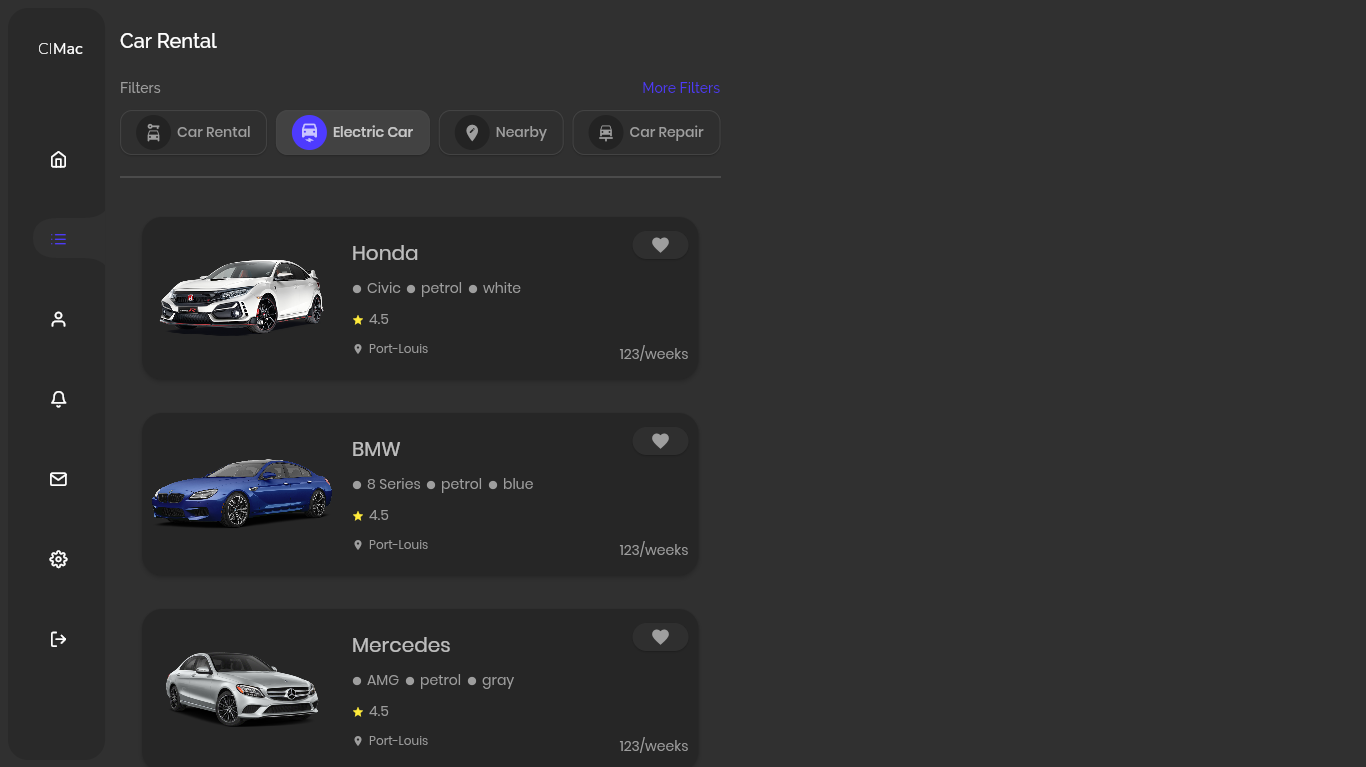 CIMac
Car Rental
Filters
More Filters
Car Rental
Electric Car
Nearby
Car Repair
Honda
Civic petrol white
4.5
Port-Louis
123/weeks
BMW
8 Series petrol blue
4.5
Port-Louis
123/weeks
Mercedes
AMG petrol gray
4.5
Port-Louis
123/weeks